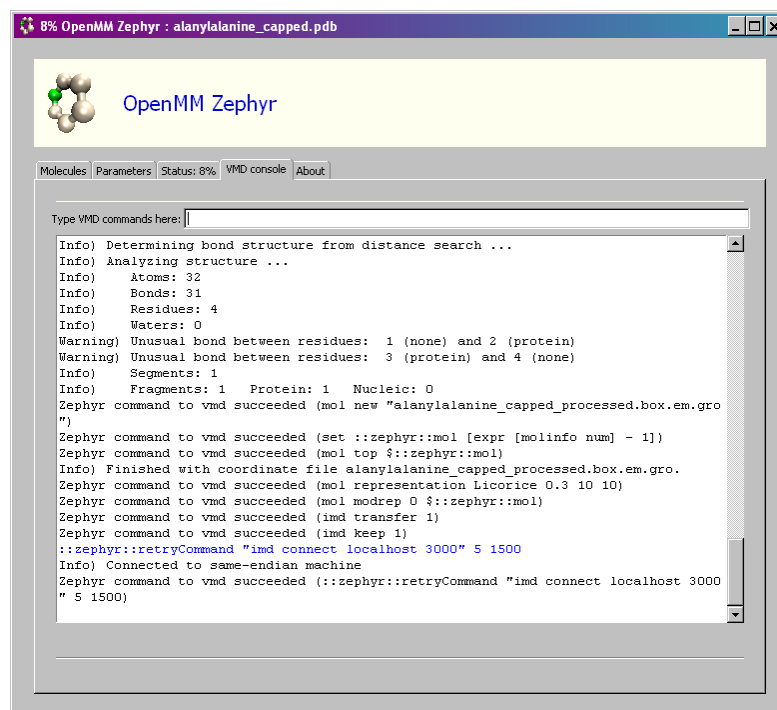 8% OpenMM Zephyr : alanylalanine_capped.pdb
OpenMM Zephyr
Molecules Parameters Status: 8% VMD console About
Type VMD commands here:
Info) Determining bond structure from distance search ...
Info) Analyzing structure ...
Info)    Atoms: 32
Info)    Bonds: 31
Info)    Residues: 4
Info)    Waters: 0
Warning) Unusual bond between residues:  1 (none) and 2 (protein)
Warning) Unusual bond between residues:  3 (protein) and 4 (none)
Info)    Segments: 1
Info)    Fragments: 1   Protein: 1   Nucleic: 0
Zephyr command to vmd succeeded (mol new "alanylalanine_capped_processed.box.em.gro
")
Zephyr command to vmd succeeded (set ::zephyr::mol [expr [molinfo num] - 1])
Zephyr command to vmd succeeded (mol top $::zephyr::mol)
Info) Finished with coordinate file alanylalanine_capped_processed.box.em.gro.
Zephyr command to vmd succeeded (mol representation Licorice 0.3 10 10)
Zephyr command to vmd succeeded (mol modrep 0 $::zephyr::mol)
Zephyr command to vmd succeeded (imd transfer 1)
Zephyr command to vmd succeeded (imd keep 1)
::zephyr::retryCommand "imd connect localhost 3000" 5 1500
Info) Connected to same-endian machine
Zephyr command to vmd succeeded (::zephyr::retryCommand "imd connect localhost 3000
" 5 1500)